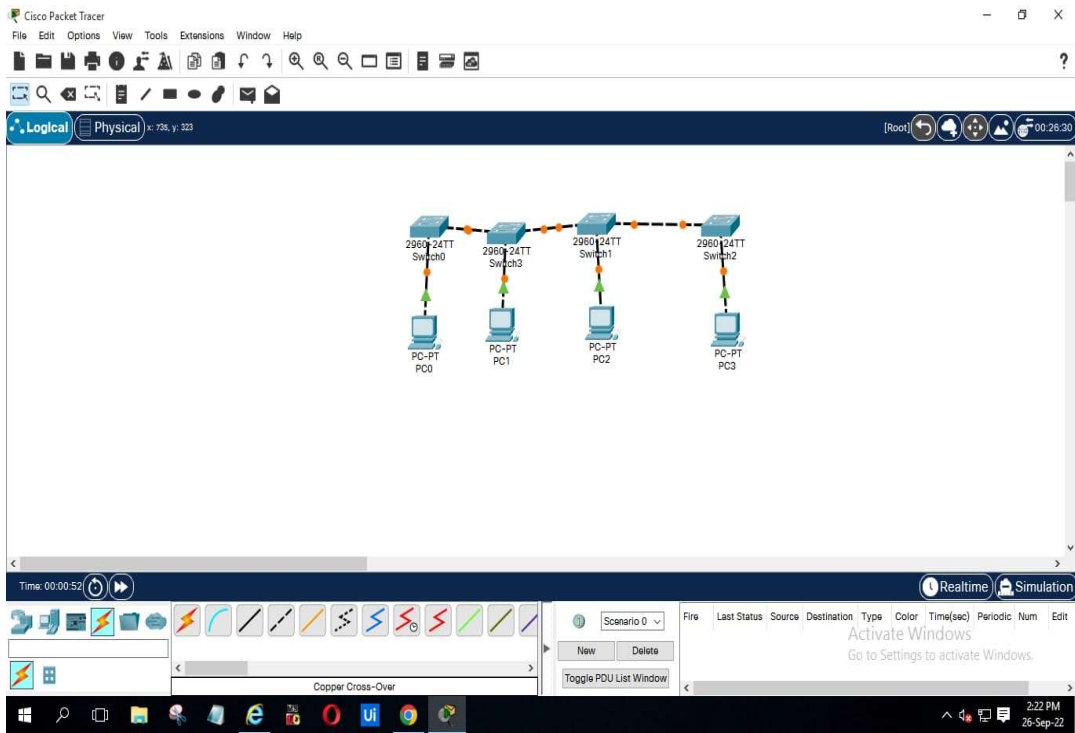 Cisco Packet Tracer
File Edit Options View Tools Extensions Window Help
?
Logical Physical x: 735, y: 323 [Root] 00:26:30
2960-24TT
Switch0
2960-24TT
Switch3
2960-24TT
Switch1
2960-24TT
Switch2
PC-PT
PC0
PC-PT
PC1
PC-PT
PC2
PC-PT
PC3
Time: 00:00:52 Realtime Simulation
Scenario 0
New Delete
Toggle PDU List Window
Fire Last Status Source Destination Type Color Time(sec) Periodic Num Edit
Activate Windows
Go to Settings to activate Windows.
Copper Cross-Over
Ui
2:22 PM
26-Sep-22